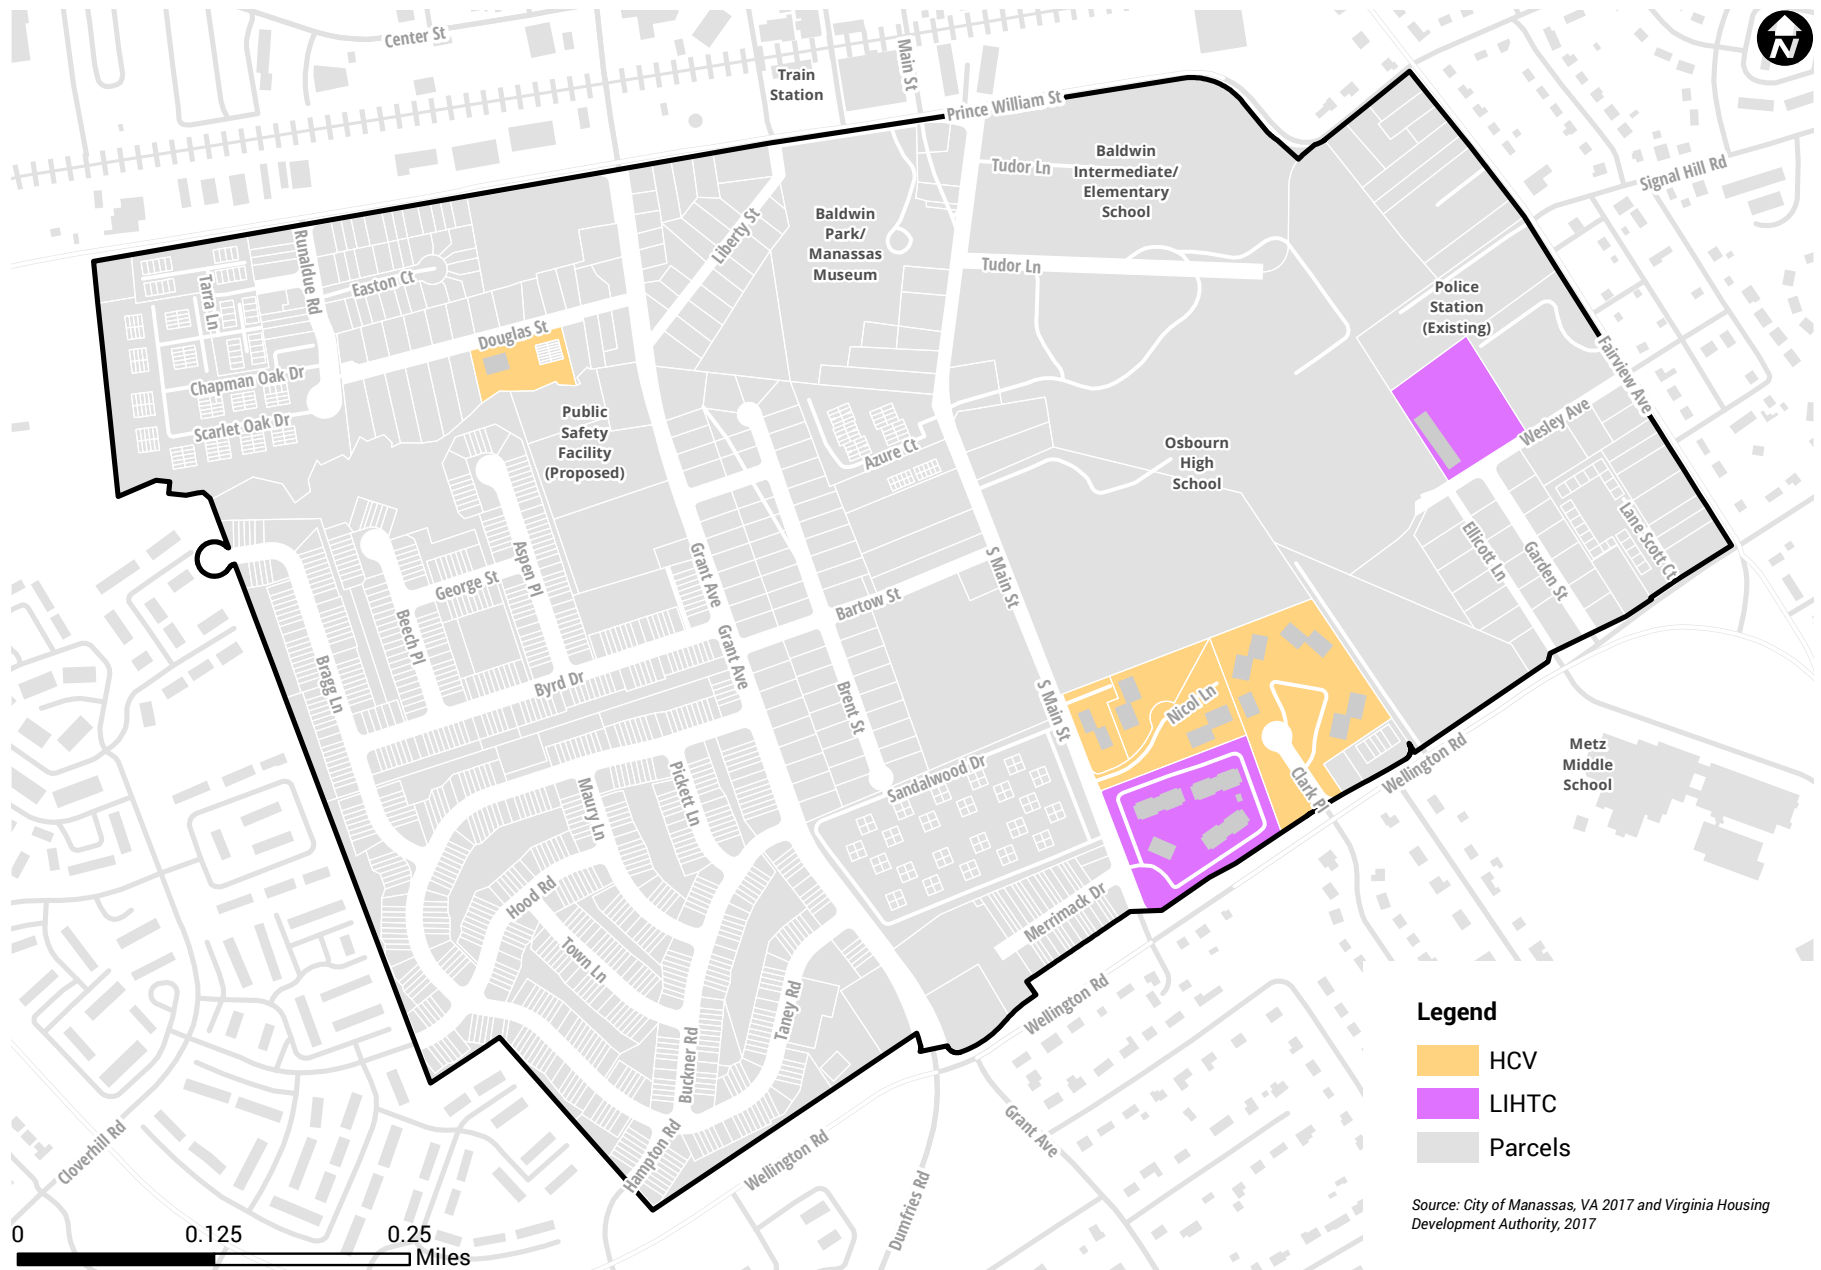 Center St
Main St
N
Train
Station
Prince William St
Baldwin
Intermediate/
Elementary
School
Tudor Ln
Signal Hill Rd
Baldwin
Park/
Manassas
Museum
Liberty St
Runaldue Rd
Easton Ct
Tarra Ln
Tudor Ln
Police
Station
(Existing)
Douglas St
Fairview Ave
Chapman Oak Dr
Scarlet Oak Dr
Public
Safety
Facility
(Proposed)
Azure Ct
Osbourn
High
School
Wesley Ave
Lane Scott Ct
Ellicott Ln
Garden St
Aspen Pl
George St
Beech Pl
Grant Ave
S Main St
Bartow St
Grant Ave
Bragg Ln
Byrd Dr
Brent St
S Main St
Nicol Ln
Sandalwood Dr
Clark Pl
Wellington Rd
Metz
Middle
School
Pickett Ln
Maury Ln
Hood Rd
Merrimack Dr
Town Ln
Taney Rd
Wellington Rd
Buckner Rd
Hampton Rd
Wellington Rd
Grant Ave
Dumfries Rd
Cloverhill Rd
Legend
HCV
LIHTC
Parcels
Source: City of Manassas, VA 2017 and Virginia Housing
Development Authority, 2017
0 0.125 0.25
Miles